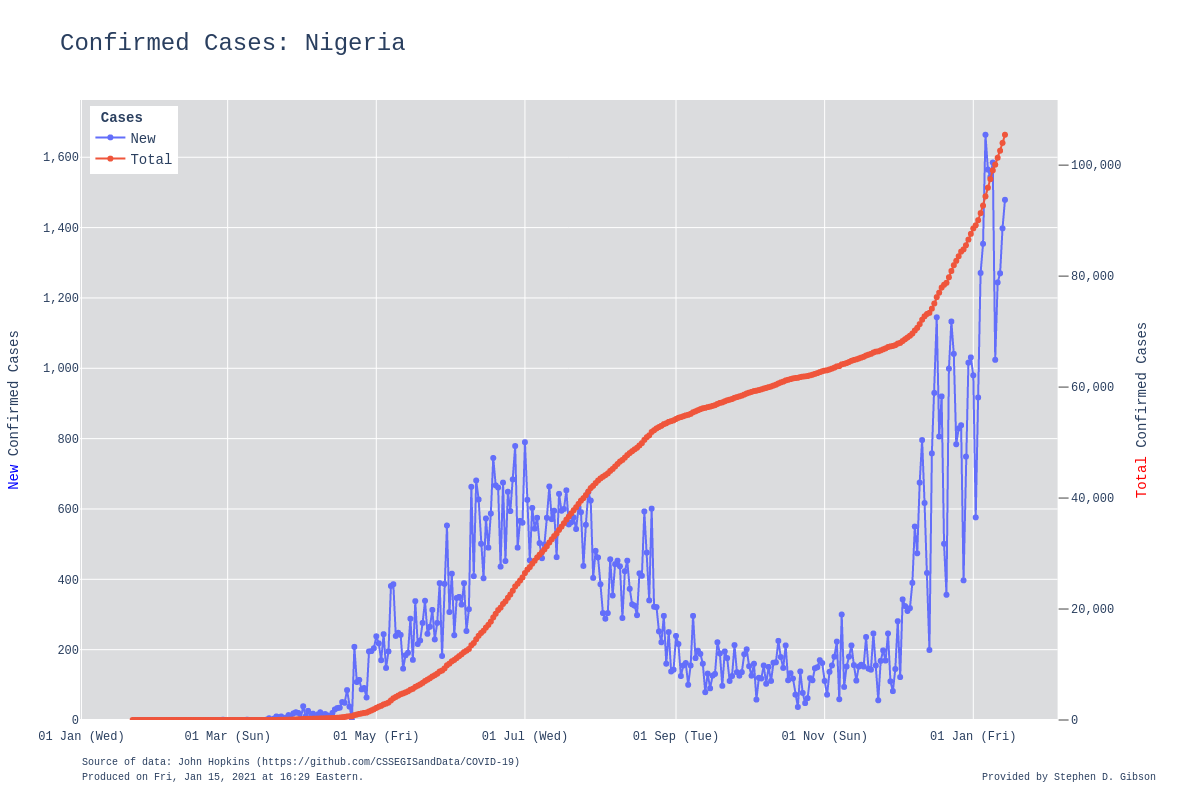 Confirmed Cases: Nigeria
Cases
New
Total
1,600
1,400
1,200
1,000
800
600
400
200
0
100,000
80,000
60,000
40,000
20,000
0
New Confirmed Cases
Total Confirmed Cases
01 Jan (Wed) 01 Mar (Sun) 01 May (Fri) 01 Jul (Wed) 01 Sep (Tue) 01 Nov (Sun) 01 Jan (Fri)
Source of data: John Hopkins (https://github.com/CSSEGISandData/COVID-19)
Produced on Fri, Jan 15, 2021 at 16:29 Eastern.
Provided by Stephen D. Gibson